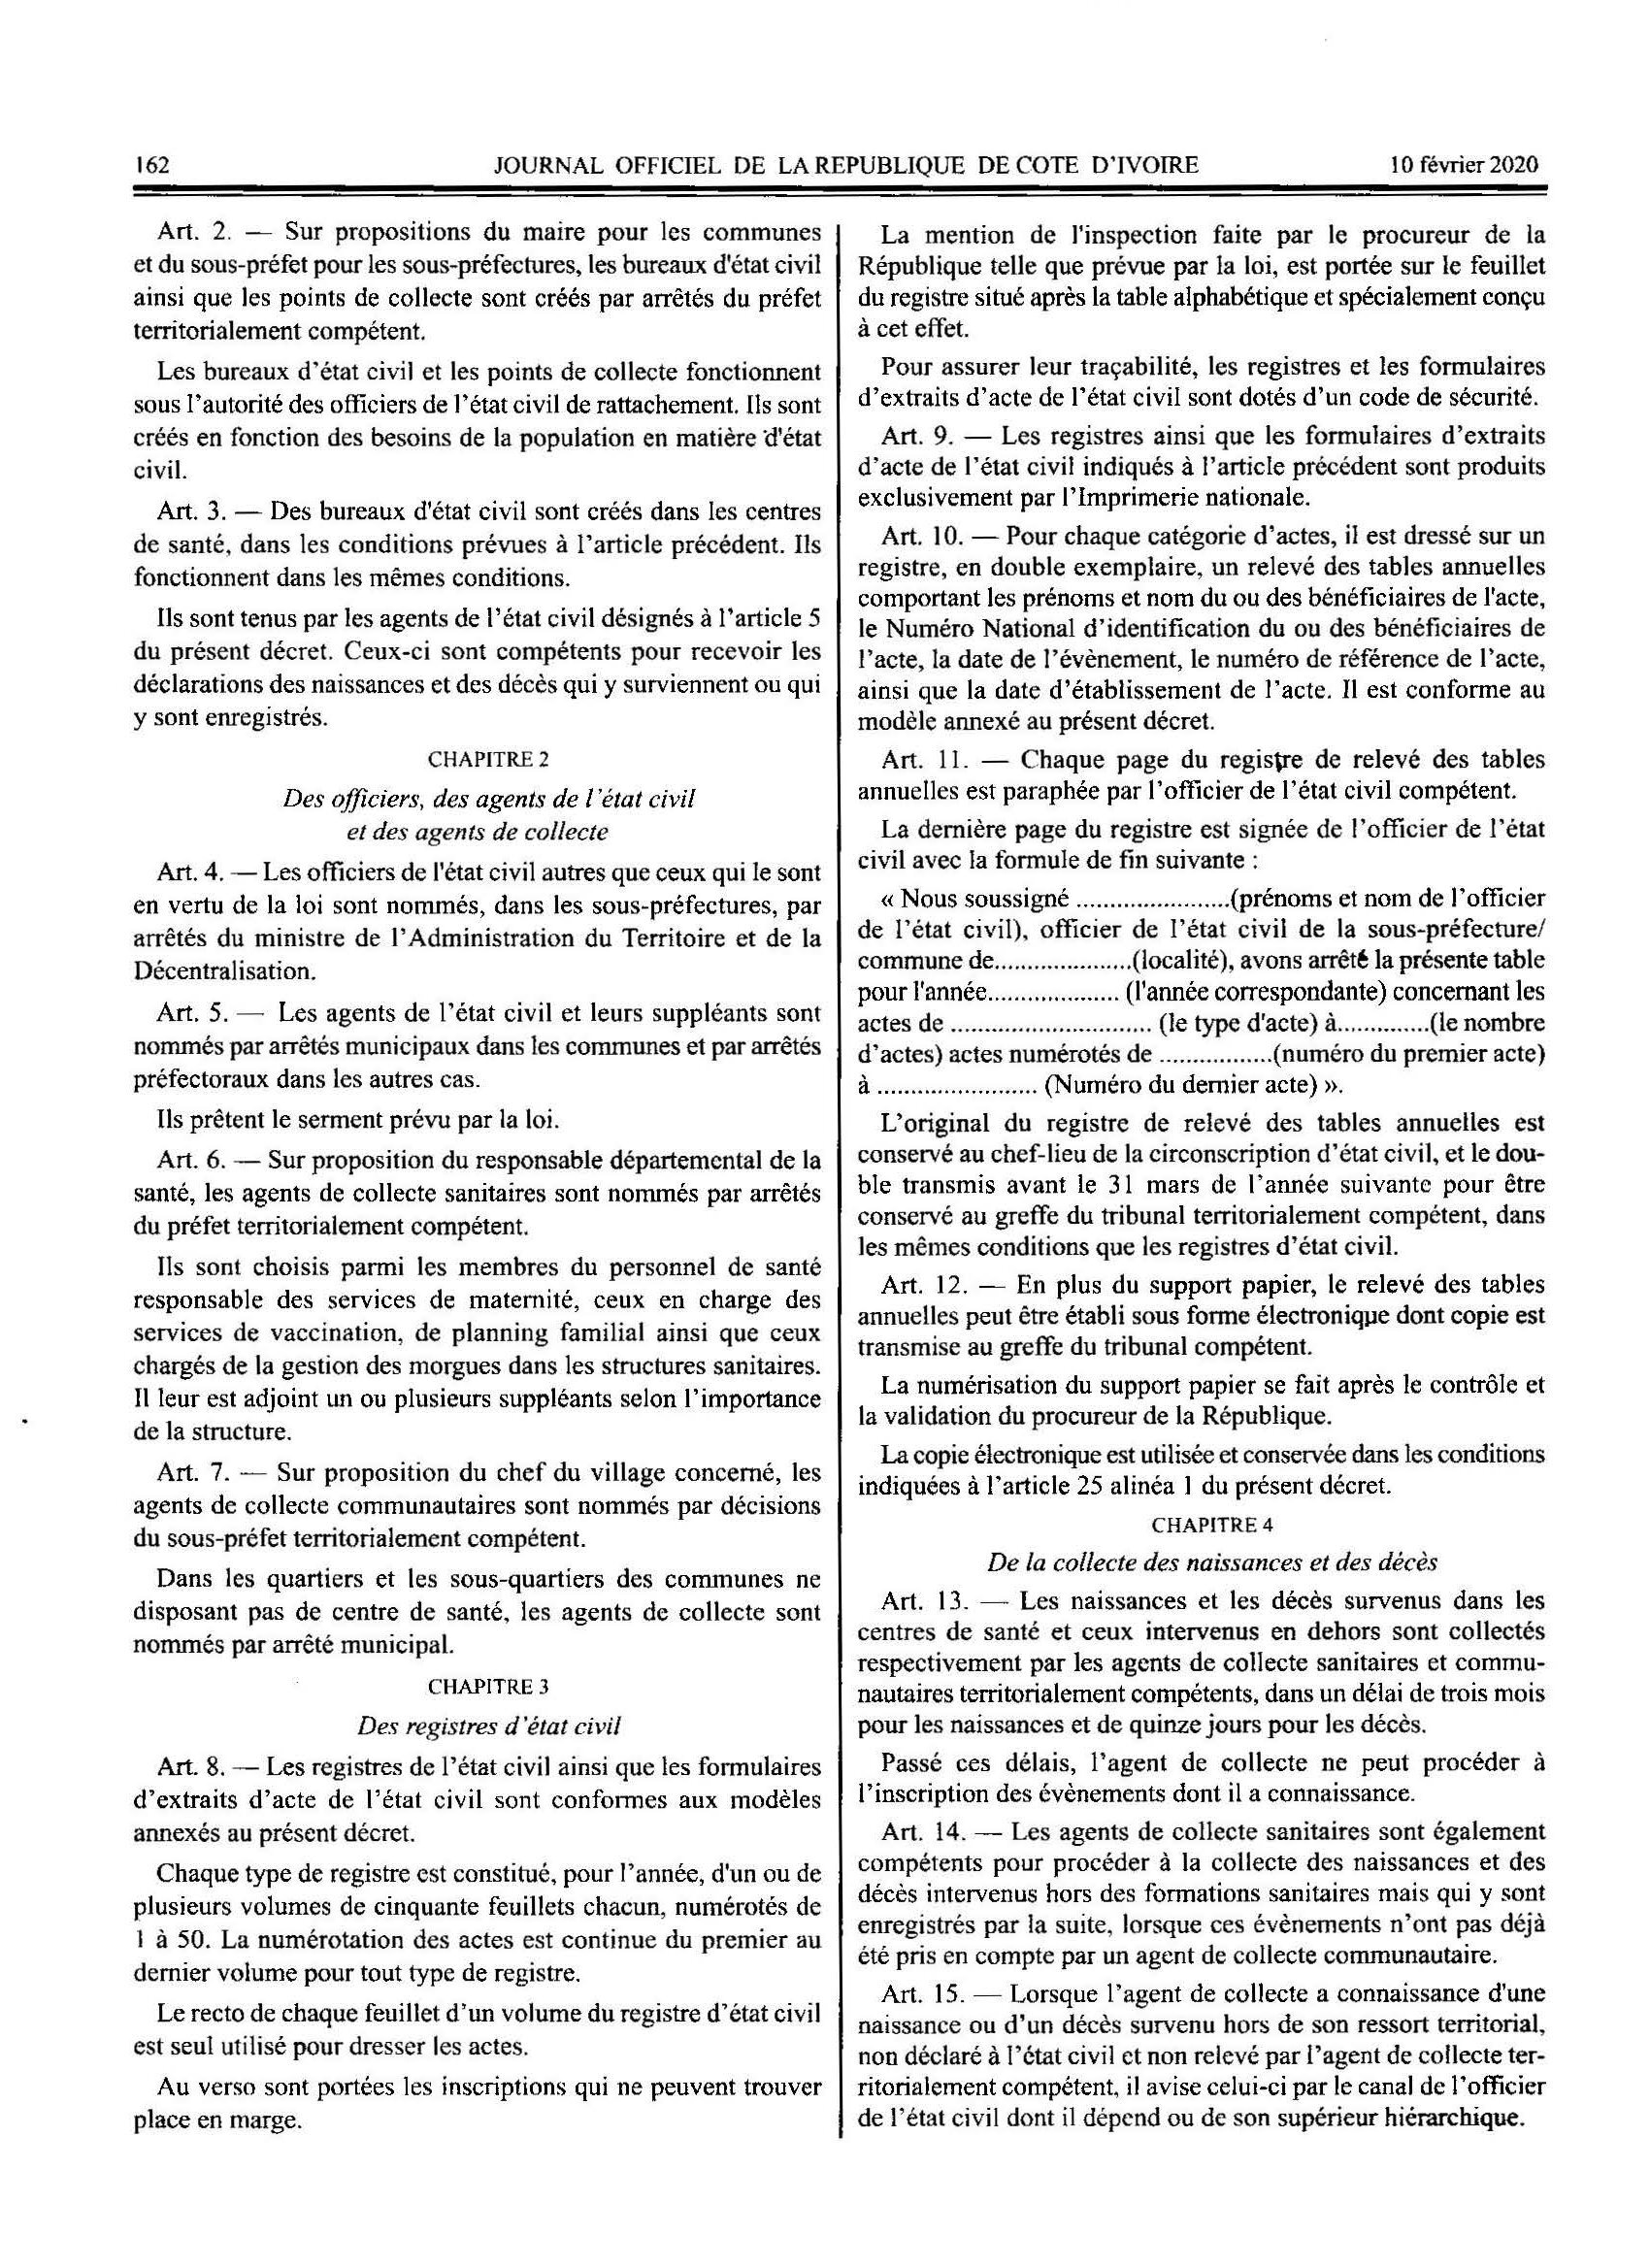 162 JOURNAL OFFICIEL DE LA REPUBLIQUE DE COTE D'IVOIRE 10 février 2020
Art. 2. — Sur propositions du maire pour les communes
et du sous-préfet pour les sous-préfectures, les bureaux d'état civil
ainsi que les points de collecte sont créés par arrêtés du préfet
territorialement compétent.
Les bureaux d'état civil et les points de collecte fonctionnent
sous l'autorité des officiers de l'état civil de rattachement. Ils sont
créés en fonction des besoins de la population en matière d'état
civil.
Art. 3. — Des bureaux d'état civil sont créés dans les centres
de santé, dans les conditions prévues à l'article précédent. Ils
fonctionnent dans les mêmes conditions.
Ils sont tenus par les agents de l'état civil désignés à l'article 5
du présent décret. Ceux-ci sont compétents pour recevoir les
déclarations des naissances et des décès qui y surviennent ou qui
y sont enregistrés.
CHAPITRE 2
Des officiers, des agents de l'état civil
et des agents de collecte
Art. 4. — Les officiers de l'état civil autres que ceux qui le sont
en vertu de la loi sont nommés, dans les sous-préfectures, par
arrêtés du ministre de l'Administration du Territoire et de la
Décentralisation.
Art. 5. — Les agents de l'état civil et leurs suppléants sont
nommés par arrêtés municipaux dans les communes et par arrêtés
préfectoraux dans les autres cas.
Ils prêtent le serment prévu par la loi.
Art. 6. — Sur proposition du responsable départemental de la
santé, les agents de collecte sanitaires sont nommés par arrêtés
du préfet territorialement compétent.
Ils sont choisis parmi les membres du personnel de santé
responsable des services de maternité, ceux en charge des
services de vaccination, de planning familial ainsi que ceux
chargés de la gestion des morgues dans les structures sanitaires.
Il leur est adjoint un ou plusieurs suppléants selon l'importance
de la structure.
Art. 7. — Sur proposition du chef du village concerné, les
agents de collecte communautaires sont nommés par décisions
du sous-préfet territorialement compétent.
Dans les quartiers et les sous-quartiers des communes ne
disposant pas de centre de santé, les agents de collecte sont
nommés par arrêté municipal.
CHAPITRE 3
Des registres d'état civil
Art. 8. — Les registres de l'état civil ainsi que les formulaires
d'extraits d'acte de l'état civil sont conformes aux modèles
annexés au présent décret.
Chaque type de registre est constitué, pour l'année, d'un ou de
plusieurs volumes de cinquante feuillets chacun, numérotés de
1 à 50. La numérotation des actes est continue du premier au
dernier volume pour tout type de registre.
Le recto de chaque feuillet d'un volume du registre d'état civil
est seul utilisé pour dresser les actes.
Au verso sont portées les inscriptions qui ne peuvent trouver
place en marge.
La mention de l'inspection faite par le procureur de la
République telle que prévue par la loi, est portée sur le feuillet
du registre situé après la table alphabétique et spécialement conçu
à cet effet.
Pour assurer leur traçabilité, les registres et les formulaires
d'extraits d'acte de l'état civil sont dotés d'un code de sécurité.
Art. 9. — Les registres ainsi que les formulaires d'extraits
d'acte de l'état civil indiqués à l'article précédent sont produits
exclusivement par l'Imprimerie nationale.
Art. 10. — Pour chaque catégorie d'actes, il est dressé sur un
registre, en double exemplaire, un relevé des tables annuelles
comportant les prénoms et nom du ou des bénéficiaires de l'acte,
le Numéro National d'identification du ou des bénéficiaires de
l'acte, la date de l'évènement, le numéro de référence de l'acte,
ainsi que la date d'établissement de l'acte. Il est conforme au
modèle annexé au présent décret.
Art. 11. — Chaque page du registre de relevé des tables
annuelles est paraphée par l'officier de l'état civil compétent.
La dernière page du registre est signée de l'officier de l'état
civil avec la formule de fin suivante :
« Nous soussigné .......................(prénoms et nom de l'officier
de l'état civil), officier de l'état civil de la sous-préfecture/
commune de.....................(localité), avons arrêté la présente table
pour l'année.................... (l'année correspondante) concernant les
actes de .............................. (le type d'acte) à..............(le nombre
d'actes) actes numérotés de .................(numéro du premier acte)
à ........................ (Numéro du dernier acte) ».
L'original du registre de relevé des tables annuelles est
conservé au chef-lieu de la circonscription d'état civil, et le dou-
ble transmis avant le 31 mars de l'année suivante pour être
conservé au greffe du tribunal territorialement compétent, dans
les mêmes conditions que les registres d'état civil.
Art. 12. — En plus du support papier, le relevé des tables
annuelles peut être établi sous forme électronique dont copie est
transmise au greffe du tribunal compétent.
La numérisation du support papier se fait après le contrôle et
la validation du procureur de la République.
La copie électronique est utilisée et conservée dans les conditions
indiquées à l'article 25 alinéa 1 du présent décret.
CHAPITRE 4
De la collecte des naissances et des décès
Art. 13. — Les naissances et les décès survenus dans les
centres de santé et ceux intervenus en dehors sont collectés
respectivement par les agents de collecte sanitaires et commu-
nautaires territorialement compétents, dans un délai de trois mois
pour les naissances et de quinze jours pour les décès.
Passé ces délais, l'agent de collecte ne peut procéder à
l'inscription des évènements dont il a connaissance.
Art. 14. — Les agents de collecte sanitaires sont également
compétents pour procéder à la collecte des naissances et des
décès intervenus hors des formations sanitaires mais qui y sont
enregistrés par la suite, lorsque ces évènements n'ont pas déjà
été pris en compte par un agent de collecte communautaire.
Art. 15. — Lorsque l'agent de collecte a connaissance d'une
naissance ou d'un décès survenu hors de son ressort territorial,
non déclaré à l'état civil et non relevé par l'agent de collecte ter-
ritorialement compétent, il avise celui-ci par le canal de l'officier
de l'état civil dont il dépend ou de son supérieur hiérarchique.